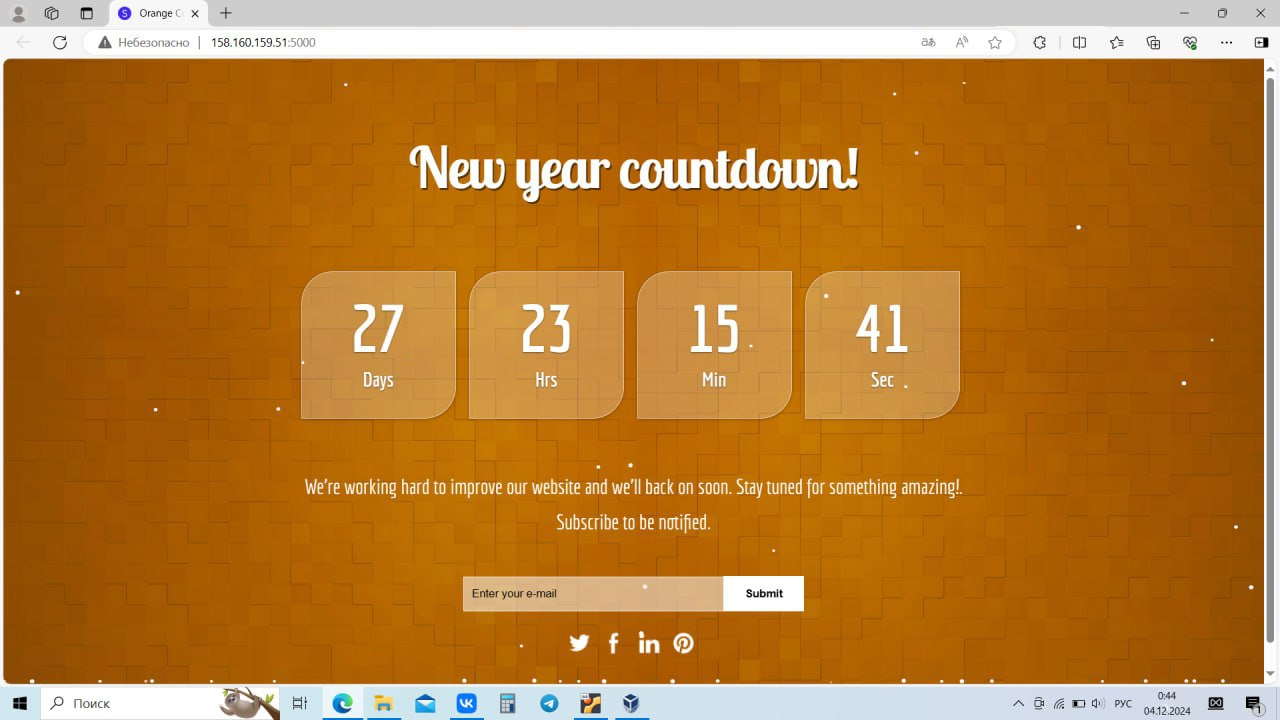 Orange C
Небезопасно
158.160.159.51:5000
New year countdown!
27 23 15 41
Days Hrs Min Sec
We're working hard to improve our website and we'll back on soon. Stay tuned for something amazing!.
Subscribe to be notified.
Enter your e-mail
Submit
Поиск
РУС
0:44
04.12.2024
1